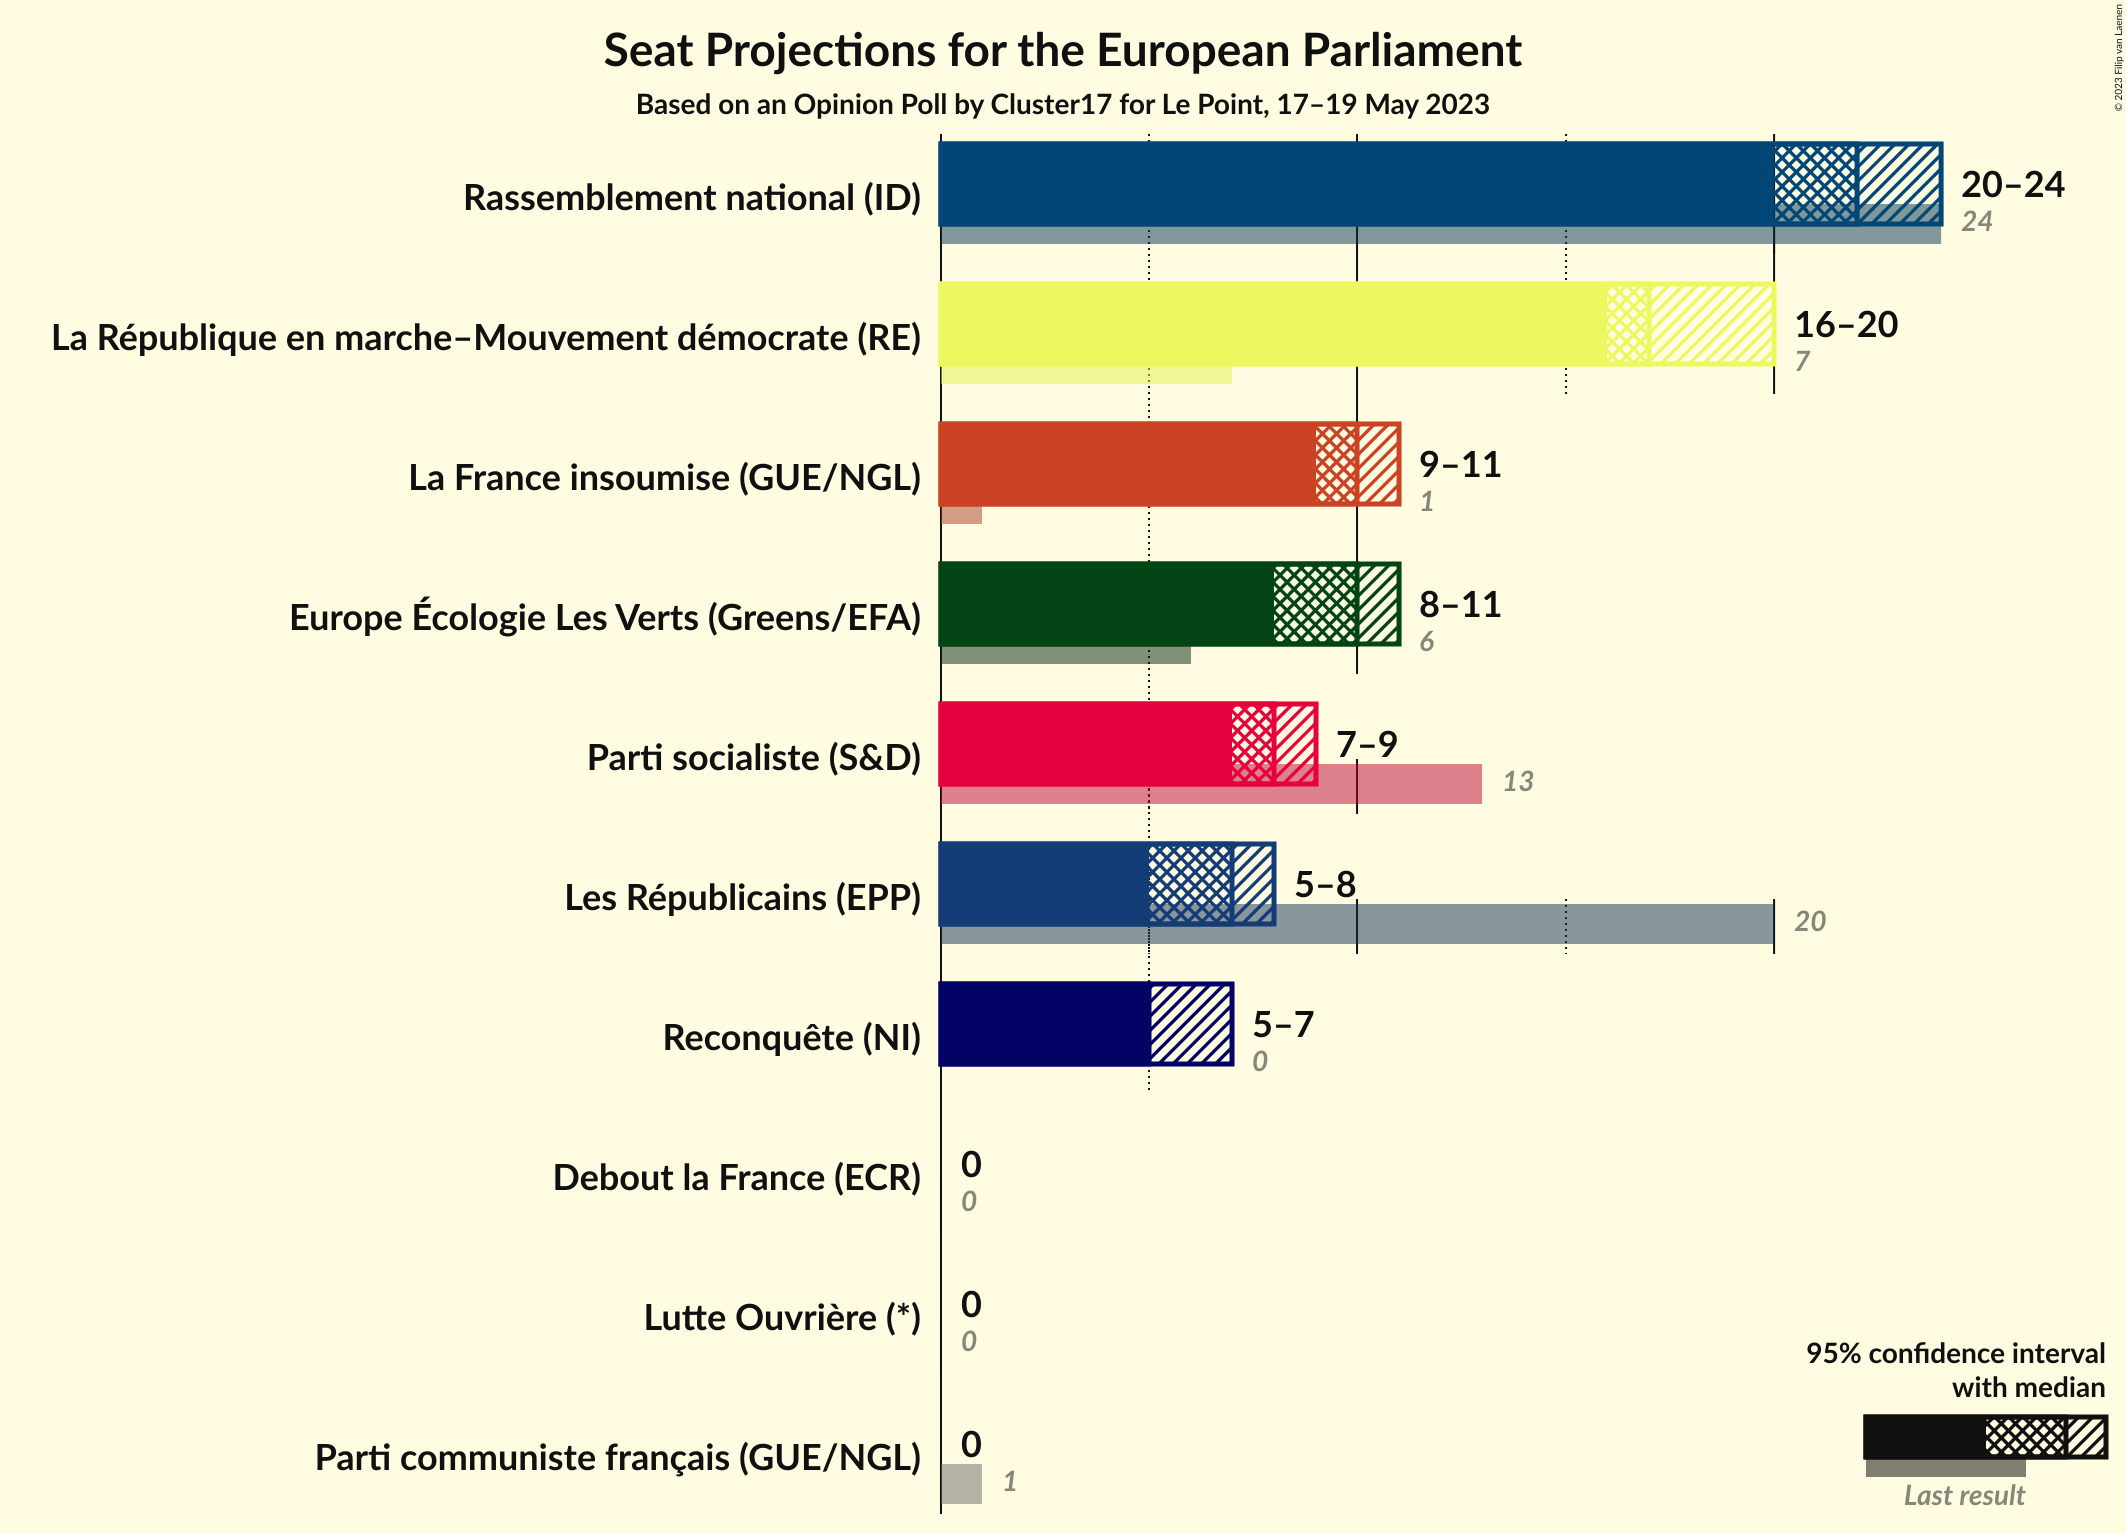 Seat Projections for the European Parliament
Based on an Opinion Poll by Cluster17 for Le Point, 17–19 May 2023
© 2023 Filip van Laenen
Rassemblement national (ID)
20–24
24
La République en marche–Mouvement démocrate (RE)
16–20
7
La France insoumise (GUE/NGL)
9–11
1
Europe Écologie Les Verts (Greens/EFA)
8–11
6
Parti socialiste (S&D)
7–9
13
Les Républicains (EPP)
5–8
20
Reconquête (NI)
5–7
0
Debout la France (ECR)
0
0
Lutte Ouvrière (*)
0
0
Parti communiste français (GUE/NGL)
0
1
95% confidence interval
with median
Last result